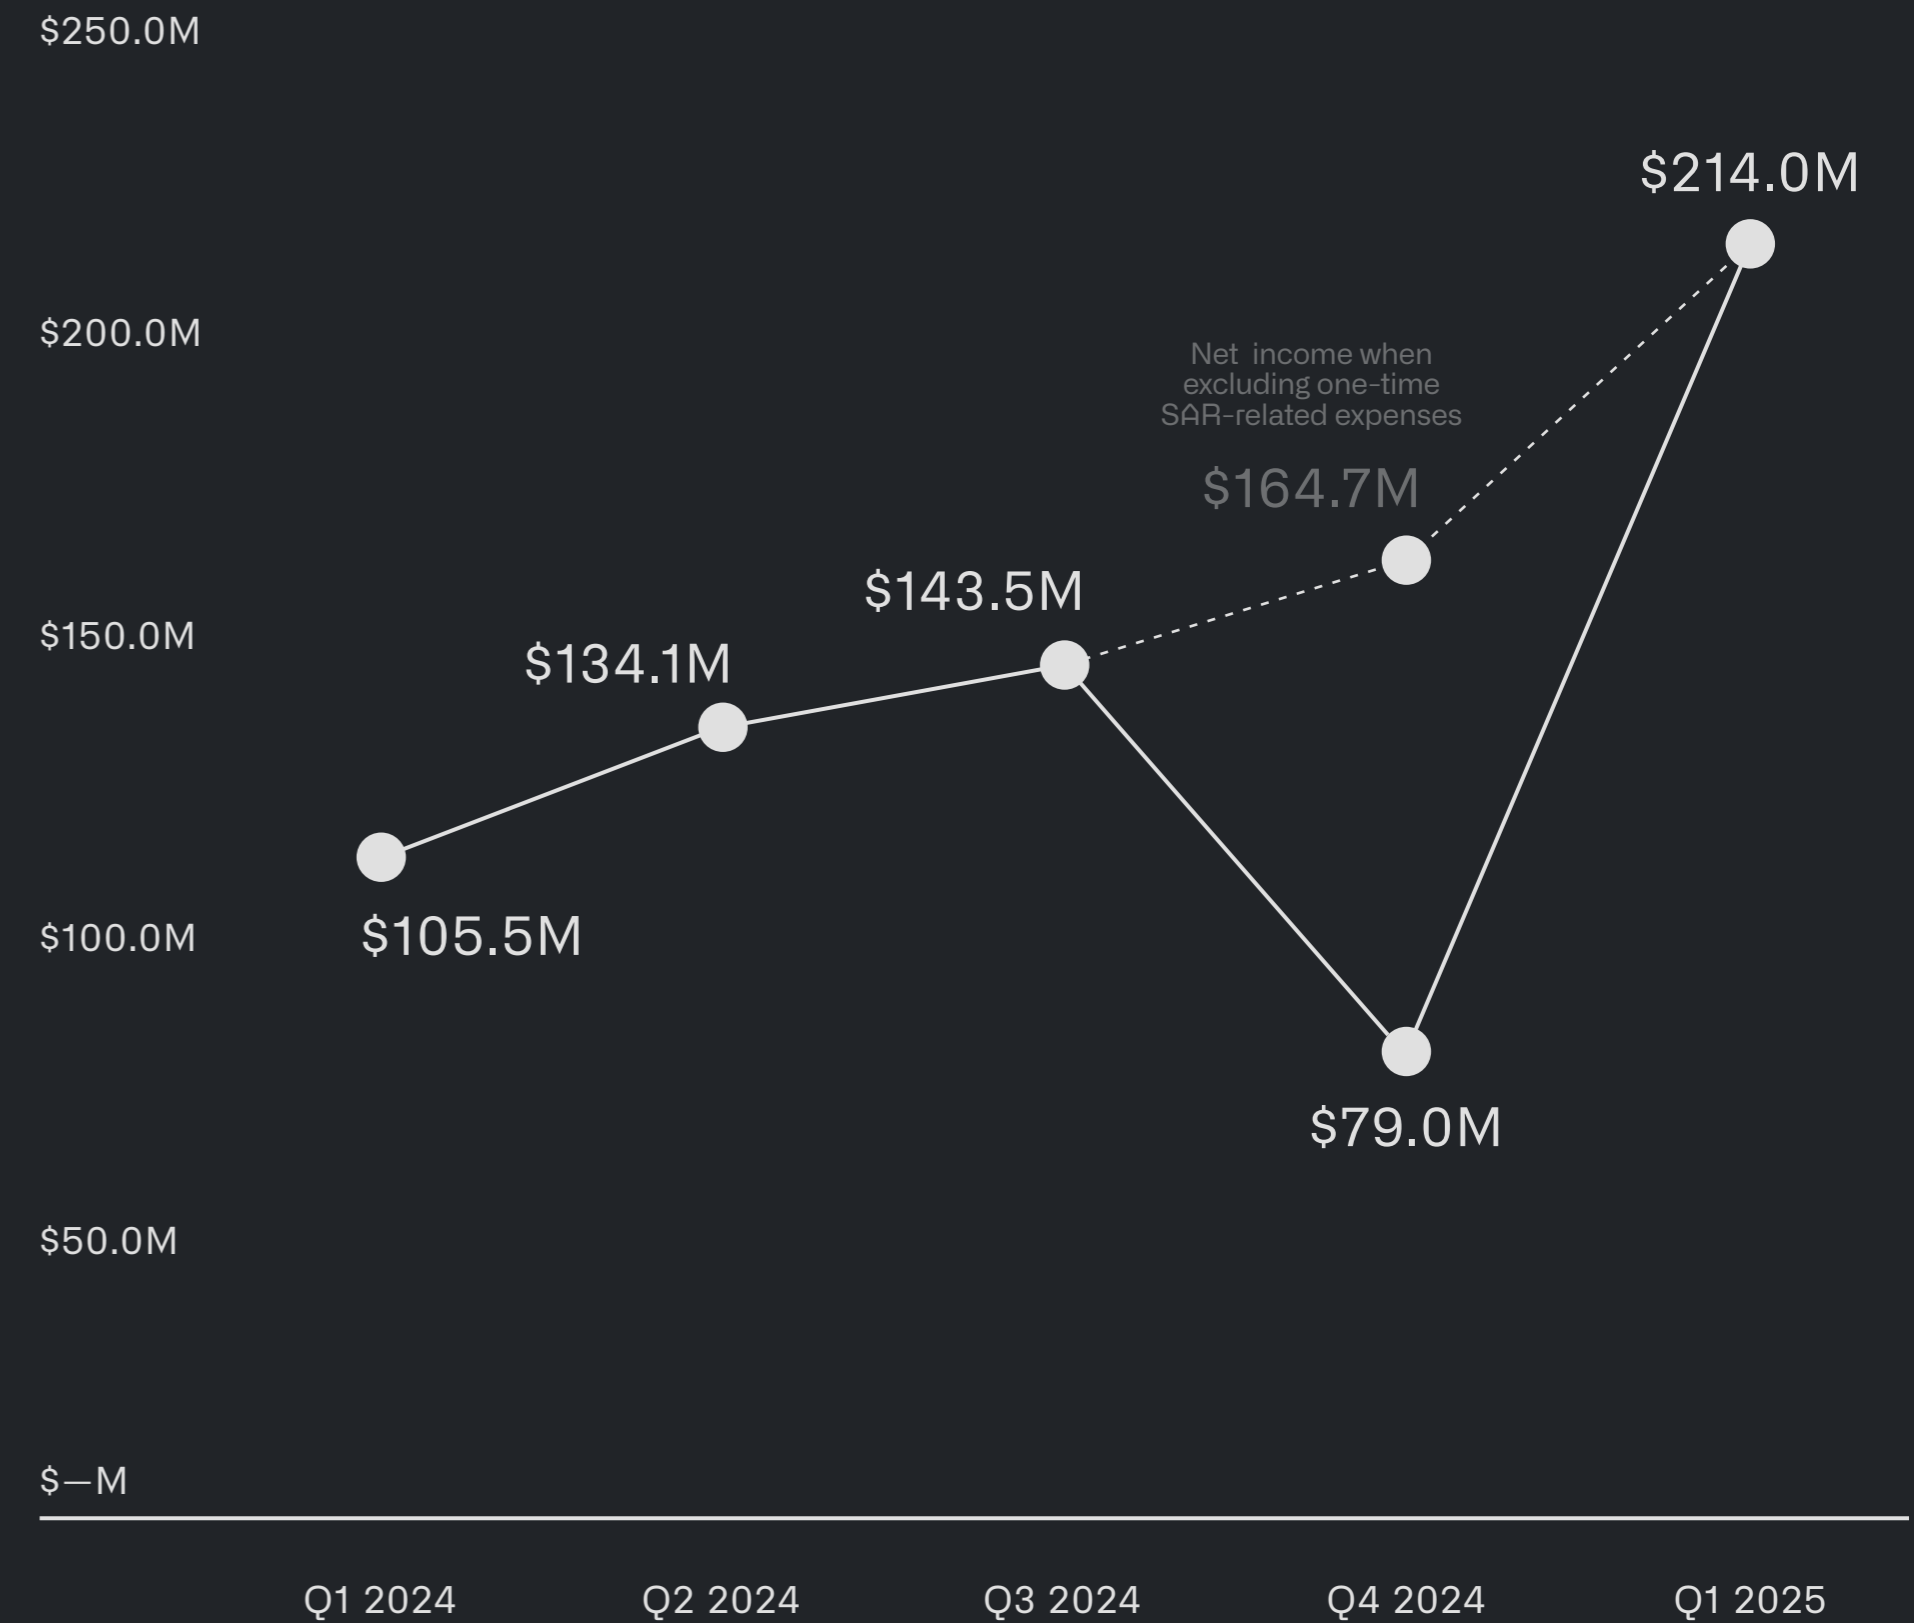 $250.0M
$214.0M
$200.0M
Net income when
excluding one-time
SAR-related expenses
$164.7M
$143.5M
$150.0M
$134.1M
$100.0M
$105.5M
$79.0M
$50.0M
$—M
Q1 2024 Q2 2024 Q3 2024 Q4 2024 Q1 2025